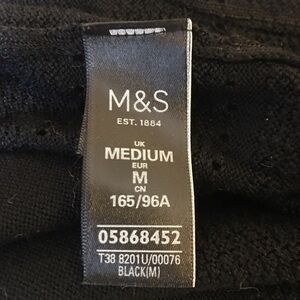 M&S
EST. 1884
UK
MEDIUM
EUR
M
CN
165/96A
05868452
T38 8201U/00076
BLACK(M)